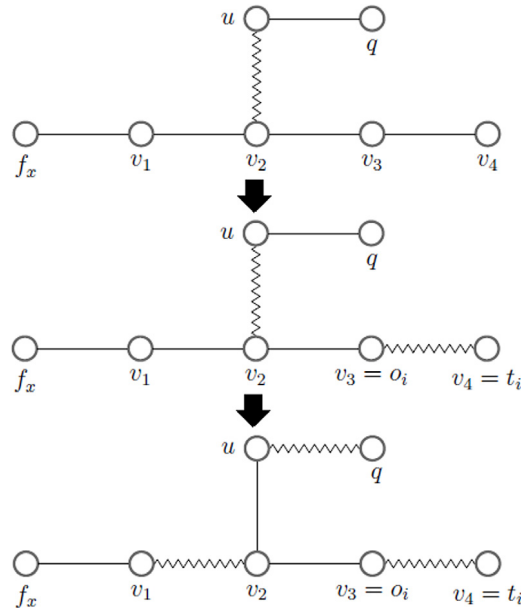 u q
f_x v_1 v_2 v_3 v_4
u q
f_x v_1 v_2 v_3 = o_i v_4 = t_i
u q
f_x v_1 v_2 v_3 = o_i v_4 = t_i